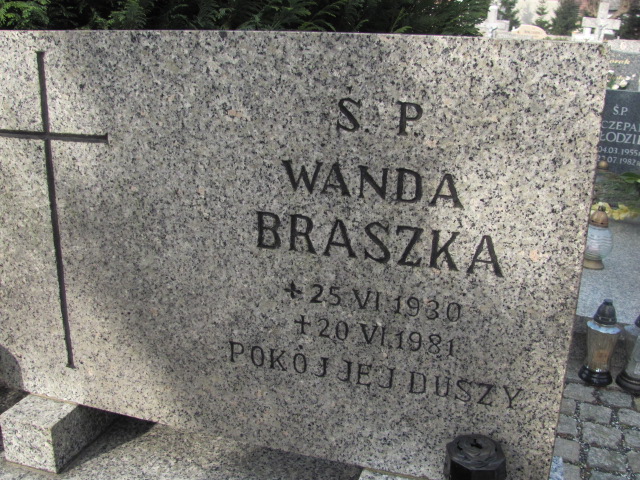 Ś P
WANDA
BRASZKA
+25.VI.1930
+20 VI.1981
POKÓJ JEJ DUSZY
Ś.P.